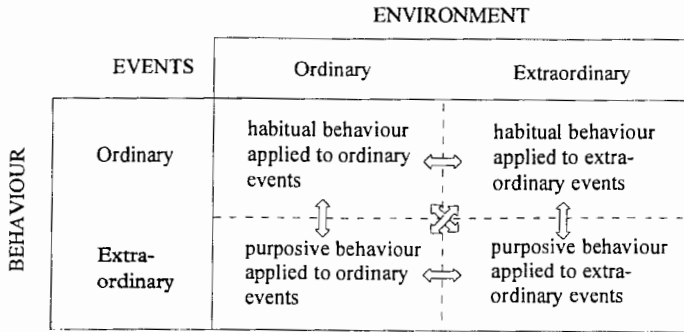 ENVIRONMENT
EVENTS
Ordinary
Extraordinary
BEHAVIOUR
Ordinary
habitual behaviour
applied to ordinary
events
habitual behaviour
applied to extra-
ordinary events
Extra-
ordinary
purposive behaviour
applied to ordinary
events
purposive behaviour
applied to extra-
ordinary events